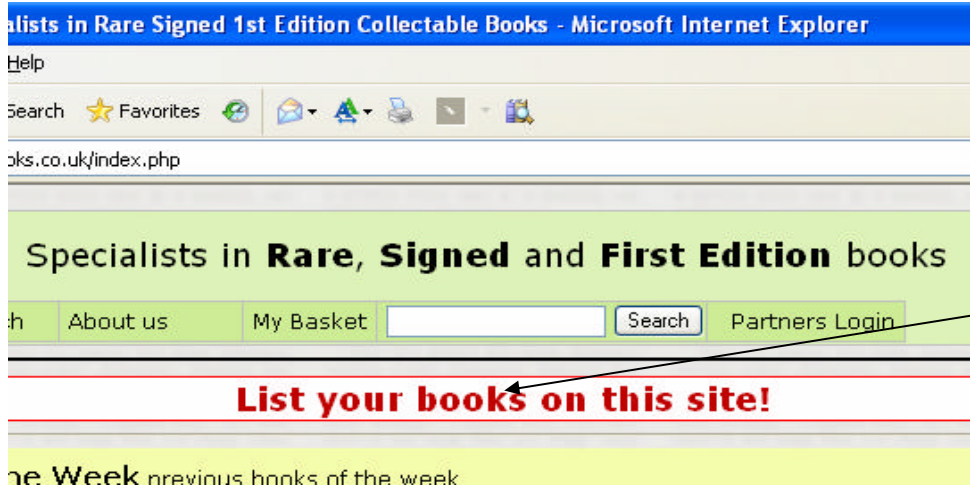 alists in Rare Signed 1st Edition Collectable Books - Microsoft Internet Explorer
Help
Search Favorites
oks.co.uk/index.php
Specialists in Rare, Signed and First Edition books
h About us My Basket Search Partners Login
List your books on this site!
he Week previous books of the week